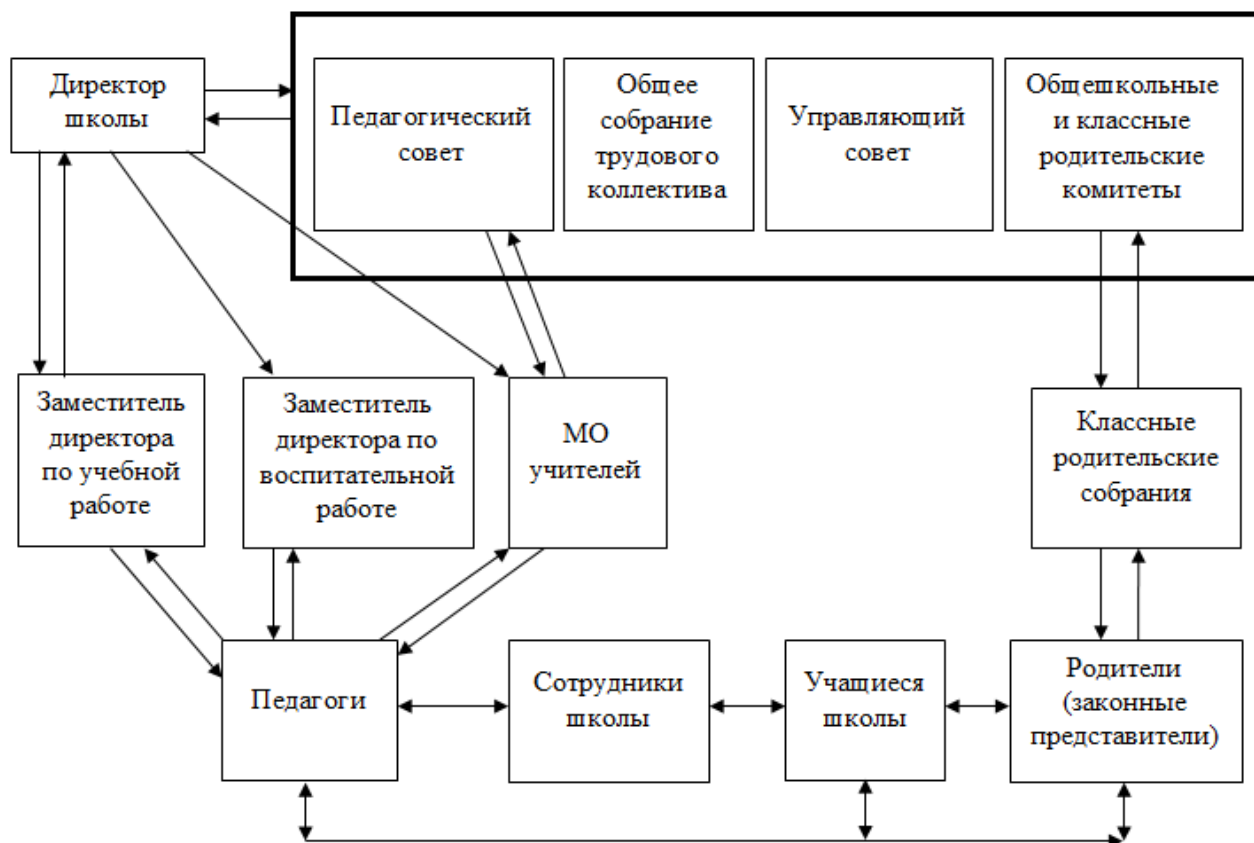 Директор
школы
Педагогический
совет
Общее
собрание
трудового
коллектива
Управляющий
совет
Общешкольные
и классные
родительские
комитеты
Заместитель
директора
по учебной
работе
Заместитель
директора по
воспитательной
работе
МО
учителей
Классные
родительские
собрания
Педагоги
Сотрудники
школы
Учащиеся
школы
Родители
(законные
представители)